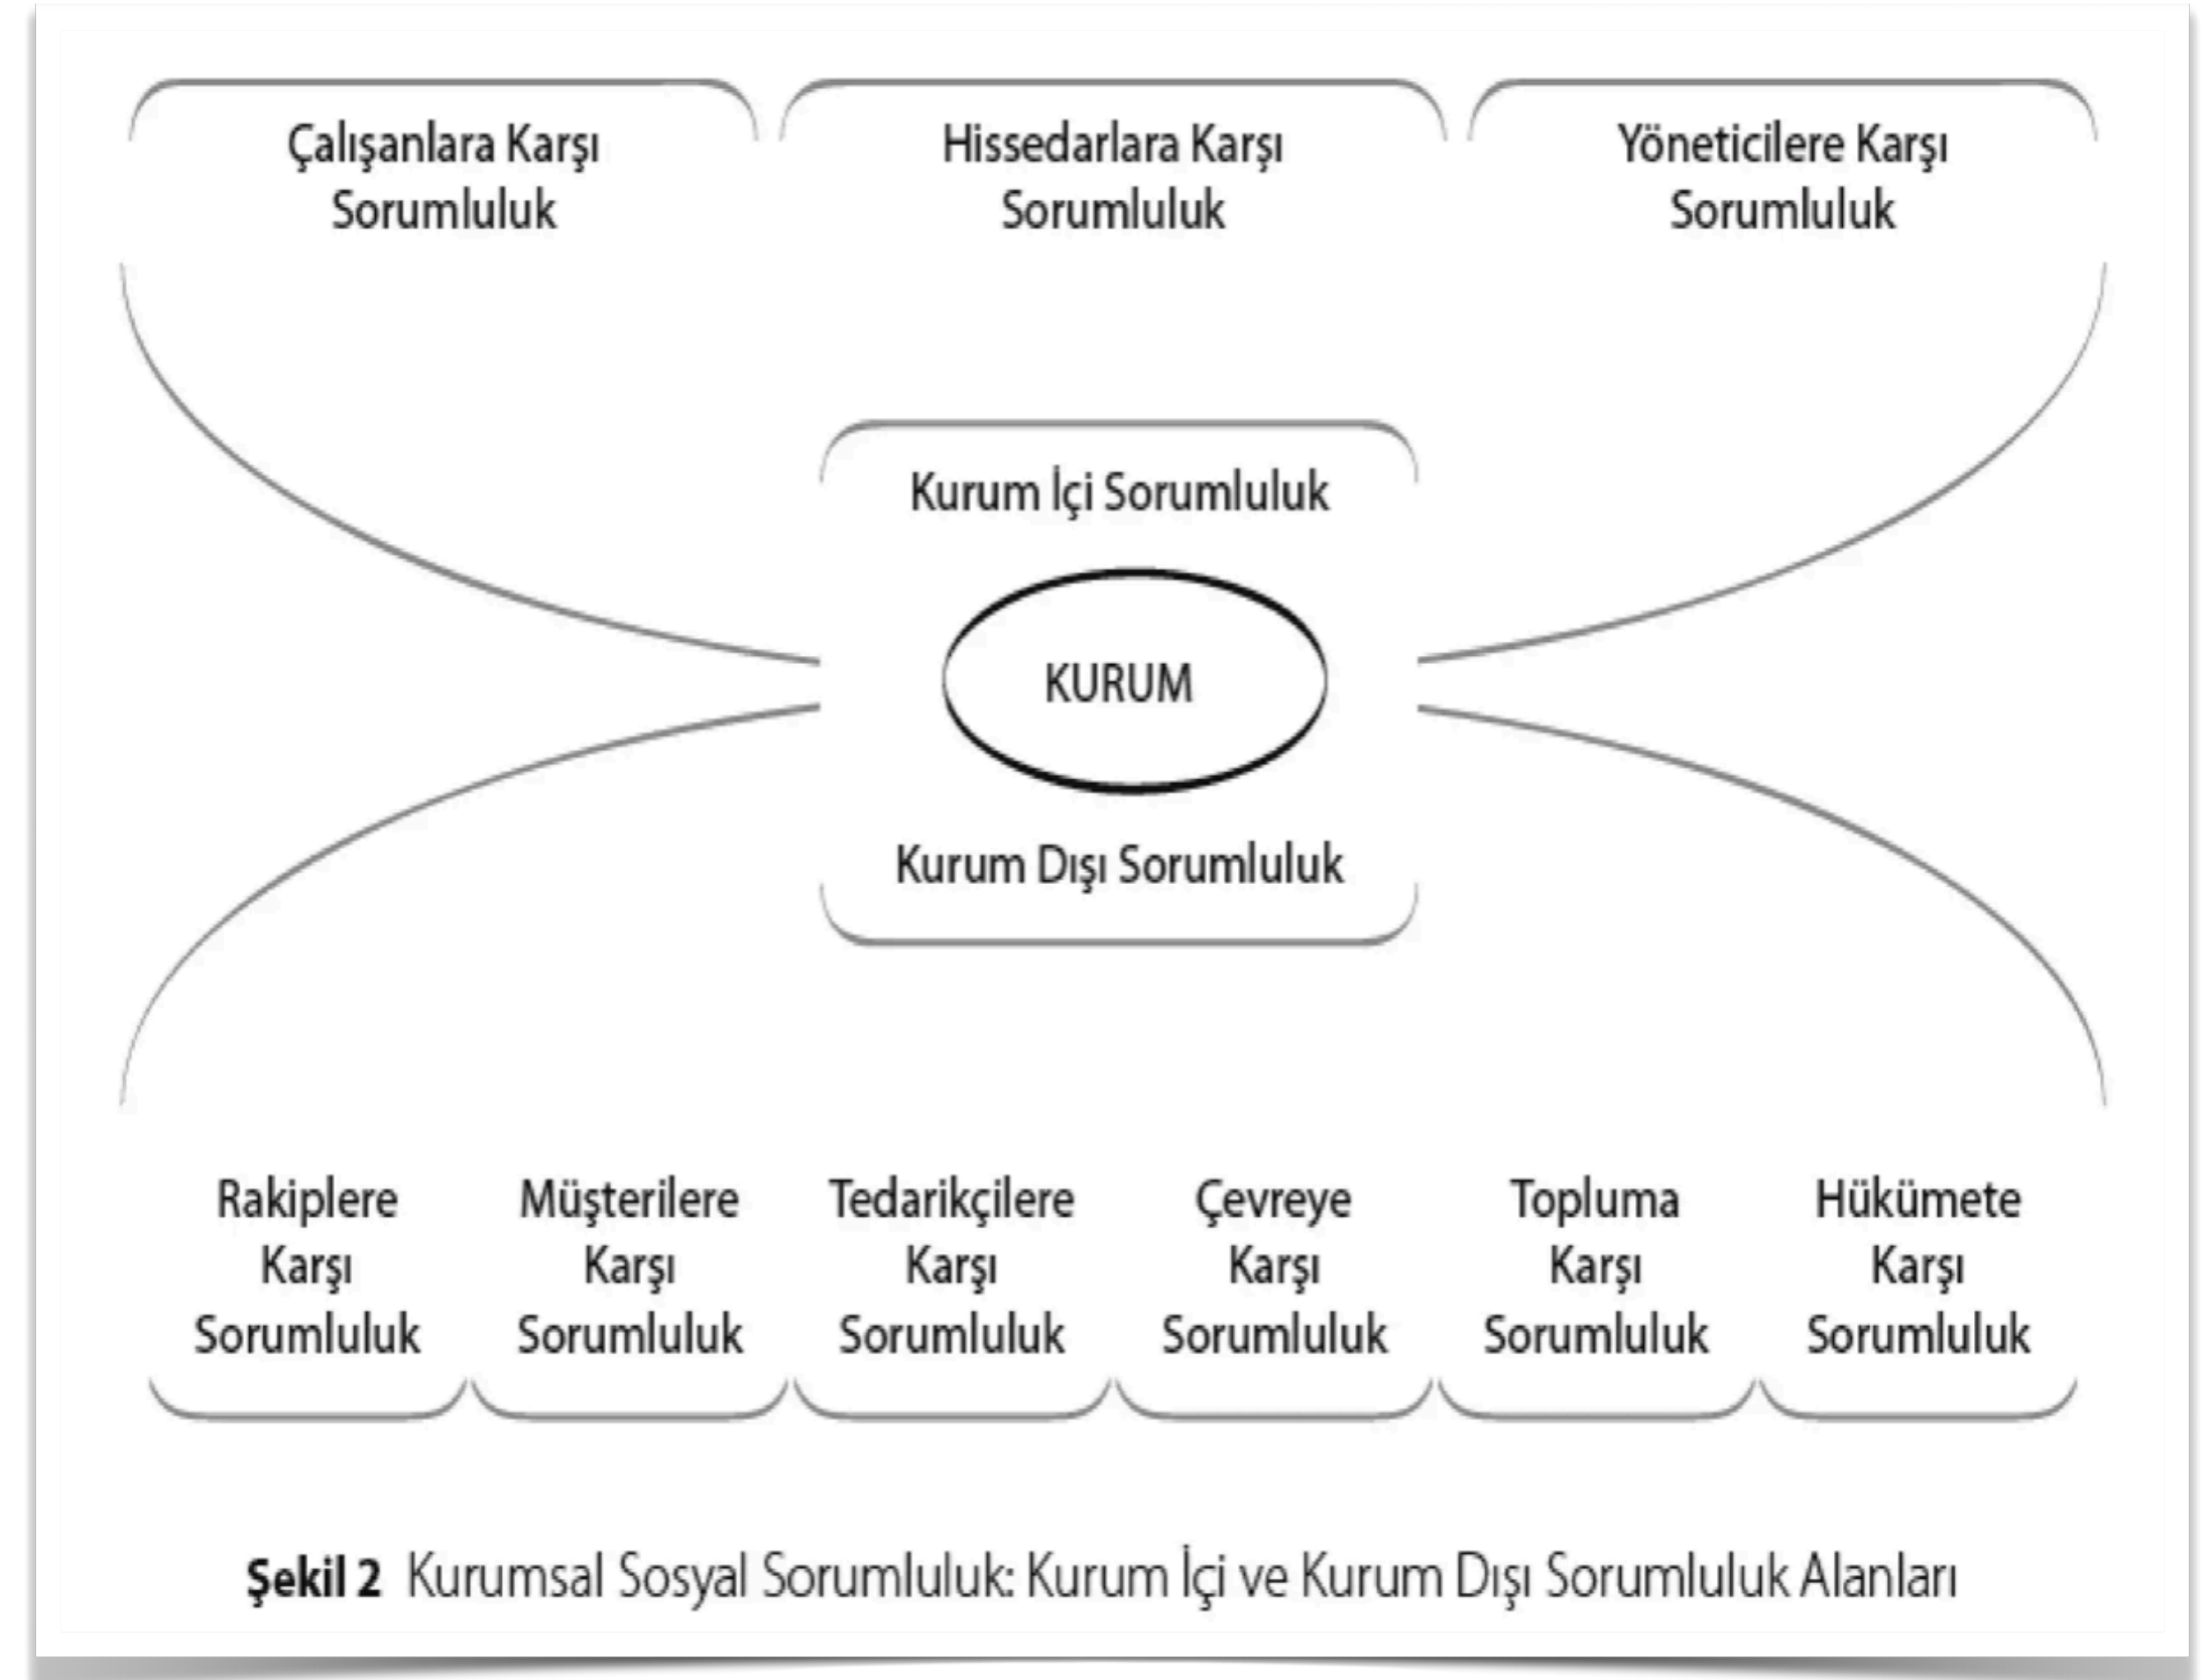 Çalışanlara Karşı
Sorumluluk
Hissedarlara Karşı
Sorumluluk
Yöneticilere Karşı
Sorumluluk
Kurum İçi Sorumluluk
KURUM
Kurum Dışı Sorumluluk
Rakiplere
Karşı
Sorumluluk
Müşterilere
Karşı
Sorumluluk
Tedarikçilere
Karşı
Sorumluluk
Çevreye
Karşı
Sorumluluk
Topluma
Karşı
Sorumluluk
Hükümete
Karşı
Sorumluluk
Şekil 2 Kurumsal Sosyal Sorumluluk: Kurum İçi ve Kurum Dışı Sorumluluk Alanları